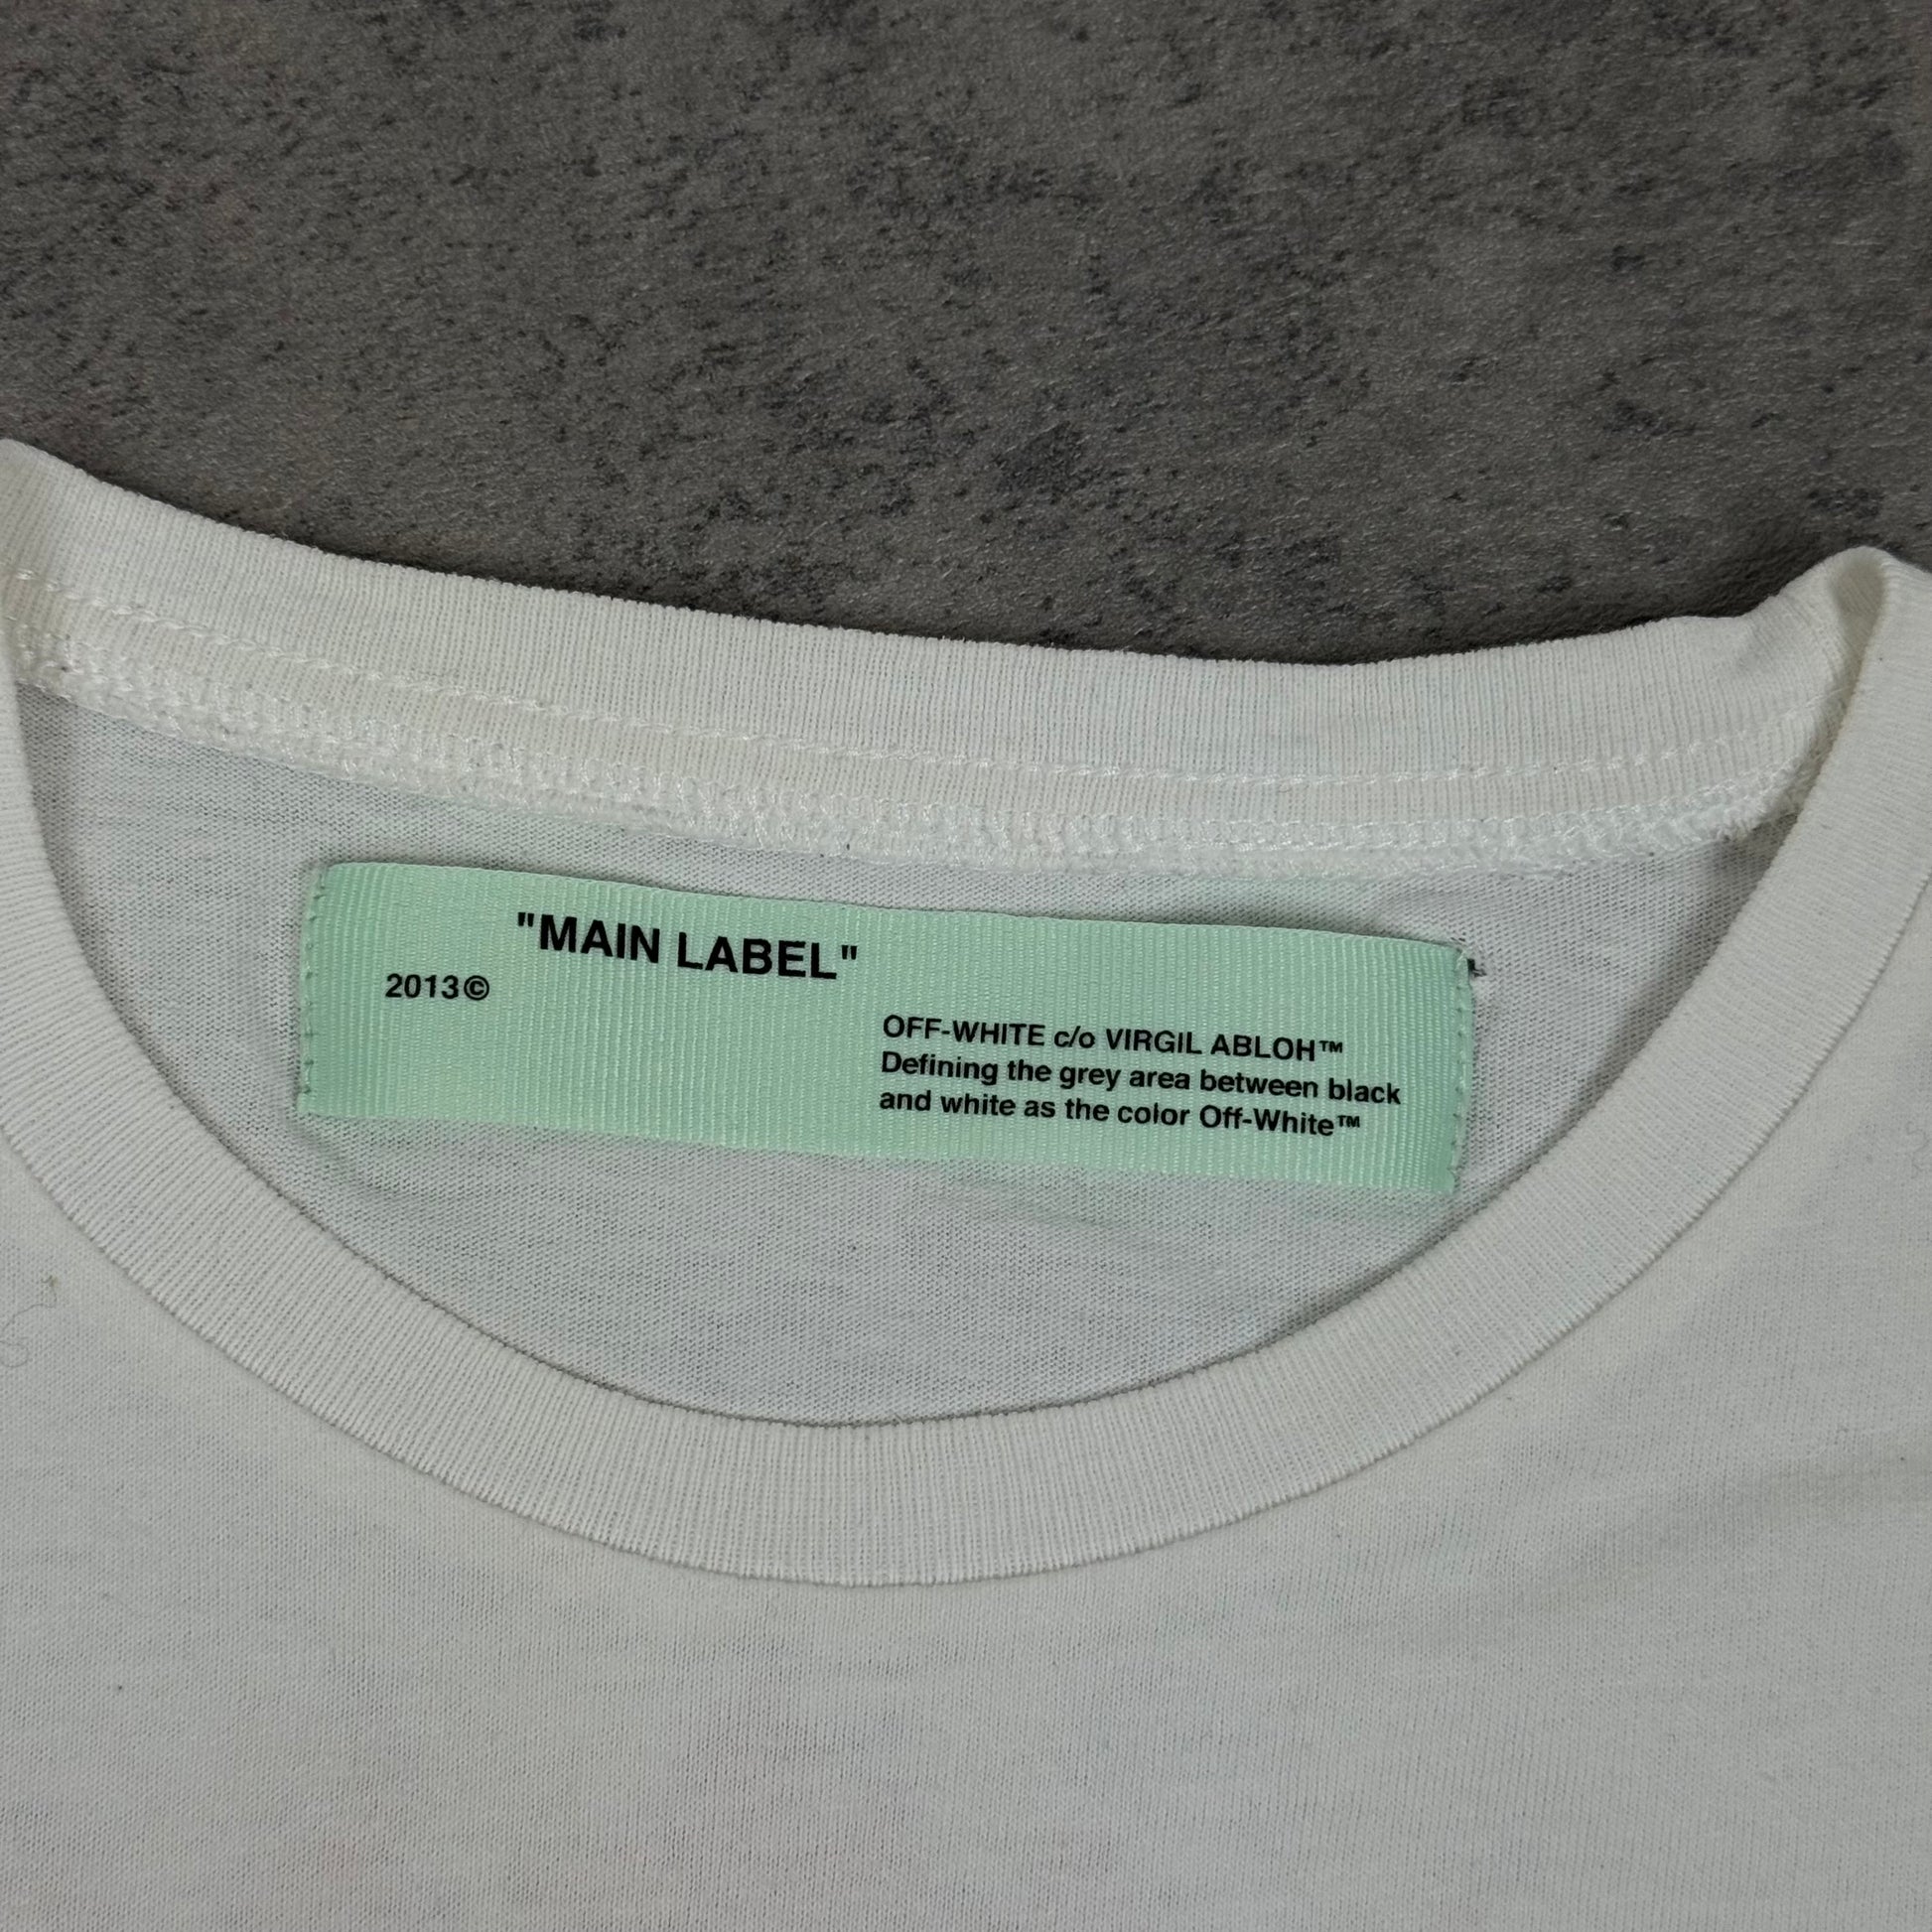 "MAIN LABEL"
2013©
OFF-WHITE c/o VIRGIL ABLOH™
Defining the grey area between black
and white as the color Off-White™